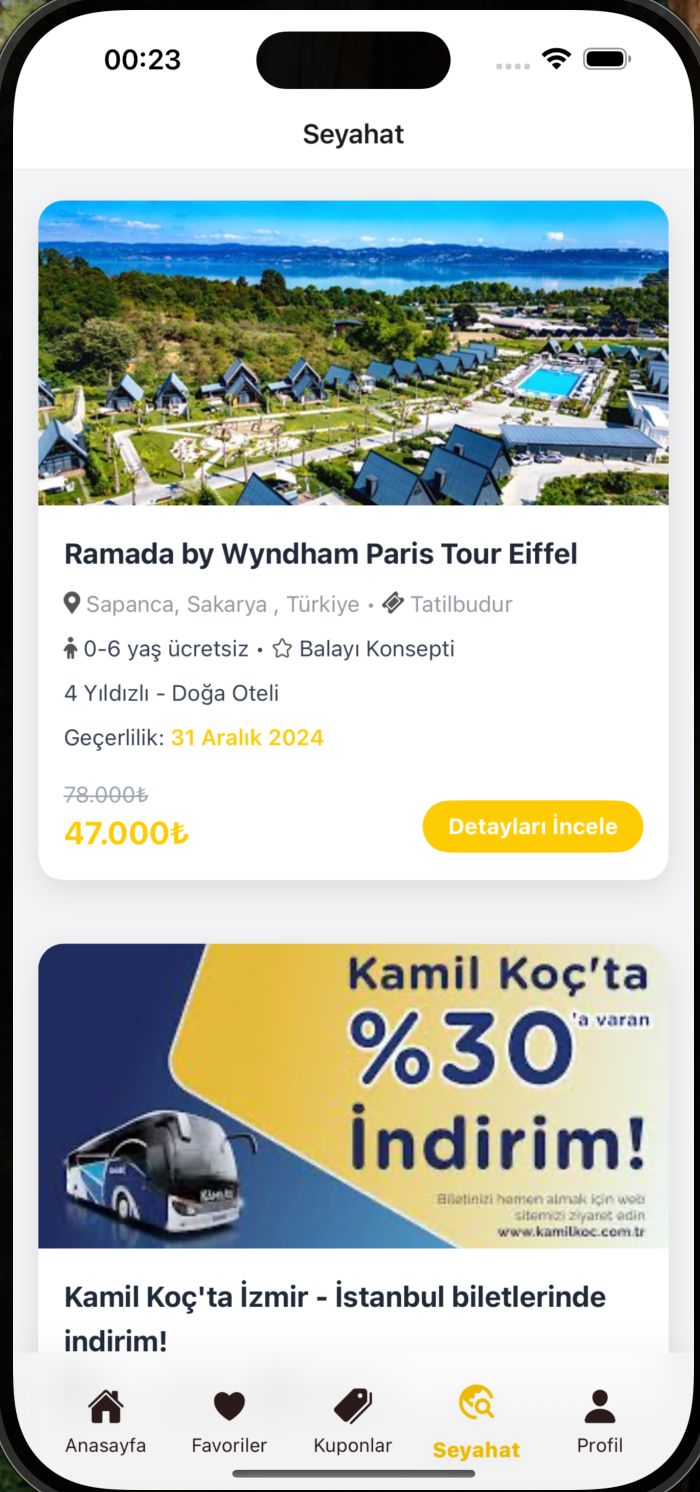 00:23
Seyahat
Ramada by Wyndham Paris Tour Eiffel
Sapanca, Sakarya , Türkiye • Tatilbudur
0-6 yaş ücretsiz • Balayı Konsepti
4 Yıldızlı - Doğa Oteli
Geçerlilik: 31 Aralık 2024
78.000₺
47.000₺
Detayları İncele
Kamil Koç'ta
%30'a varan
İndirim!
Biletinizi hemen almak için web
sitemizi ziyaret edin
www.kamilkoc.com.tr
Kamil Koç'ta İzmir - İstanbul biletlerinde
indirim!
Anasayfa
Favoriler
Kuponlar
Seyahat
Profil